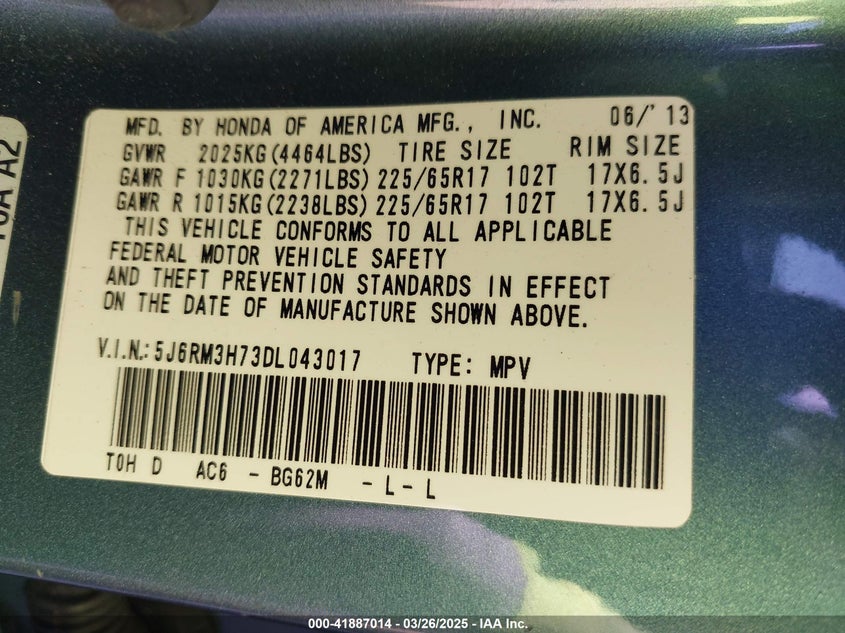 MFD. BY HONDA OF AMERICA MFG., INC. 06/'13
GVWR 2025KG(4464LBS) TIRE SIZE RIM SIZE
GAWR F 1030KG(2271LBS) 225/65R17 102T 17X6.5J
GAWR R 1015KG(2238LBS) 225/65R17 102T 17X6.5J
THIS VEHICLE CONFORMS TO ALL APPLICABLE
FEDERAL MOTOR VEHICLE SAFETY
AND THEFT PREVENTION STANDARDS IN EFFECT
ON THE DATE OF MANUFACTURE SHOWN ABOVE.
V.I.N.: 5J6RM3H73DL043017 TYPE: MPV
T0H D AC6 - BG62M - L - L
A2
000-41887014 — 03/26/2025 — IAA Inc.